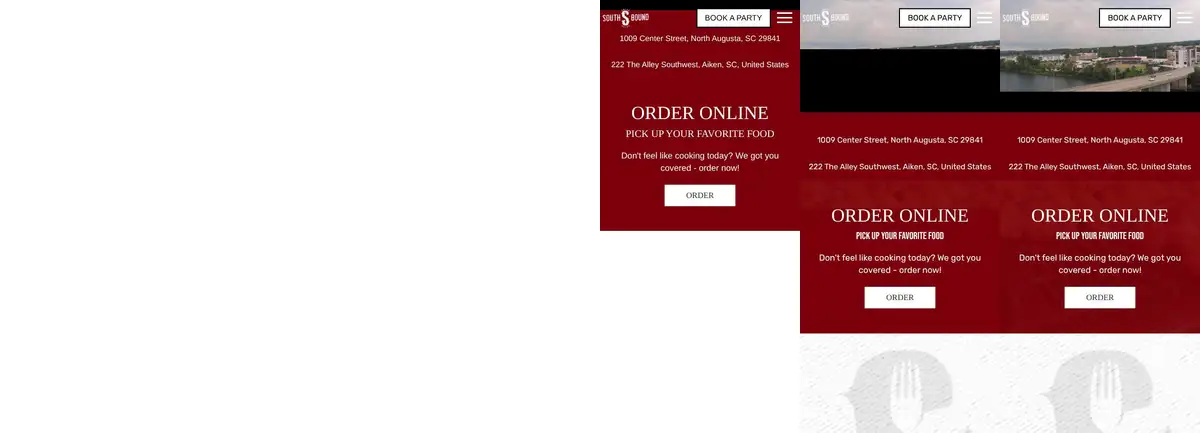 SOUTH S BOUND
BOOK A PARTY
1009 Center Street, North Augusta, SC 29841
222 The Alley Southwest, Aiken, SC, United States
ORDER ONLINE
PICK UP YOUR FAVORITE FOOD
Don't feel like cooking today? We got you
covered - order now!
ORDER
SOUTH S BOUND
BOOK A PARTY
1009 Center Street, North Augusta, SC 29841
222 The Alley Southwest, Aiken, SC, United States
ORDER ONLINE
PICK UP YOUR FAVORITE FOOD
Don't feel like cooking today? We got you
covered - order now!
ORDER
SOUTH S BOUND
BOOK A PARTY
1009 Center Street, North Augusta, SC 29841
222 The Alley Southwest, Aiken, SC, United States
ORDER ONLINE
PICK UP YOUR FAVORITE FOOD
Don't feel like cooking today? We got you
covered - order now!
ORDER